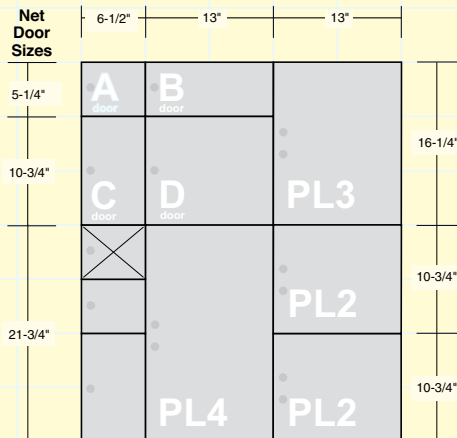 Net
Door
Sizes
6-1/2"
13"
13"
5-1/4"
A
door
B
door
16-1/4"
10-3/4"
C
door
D
door
PL3
10-3/4"
PL2
21-3/4"
10-3/4"
PL4
PL2